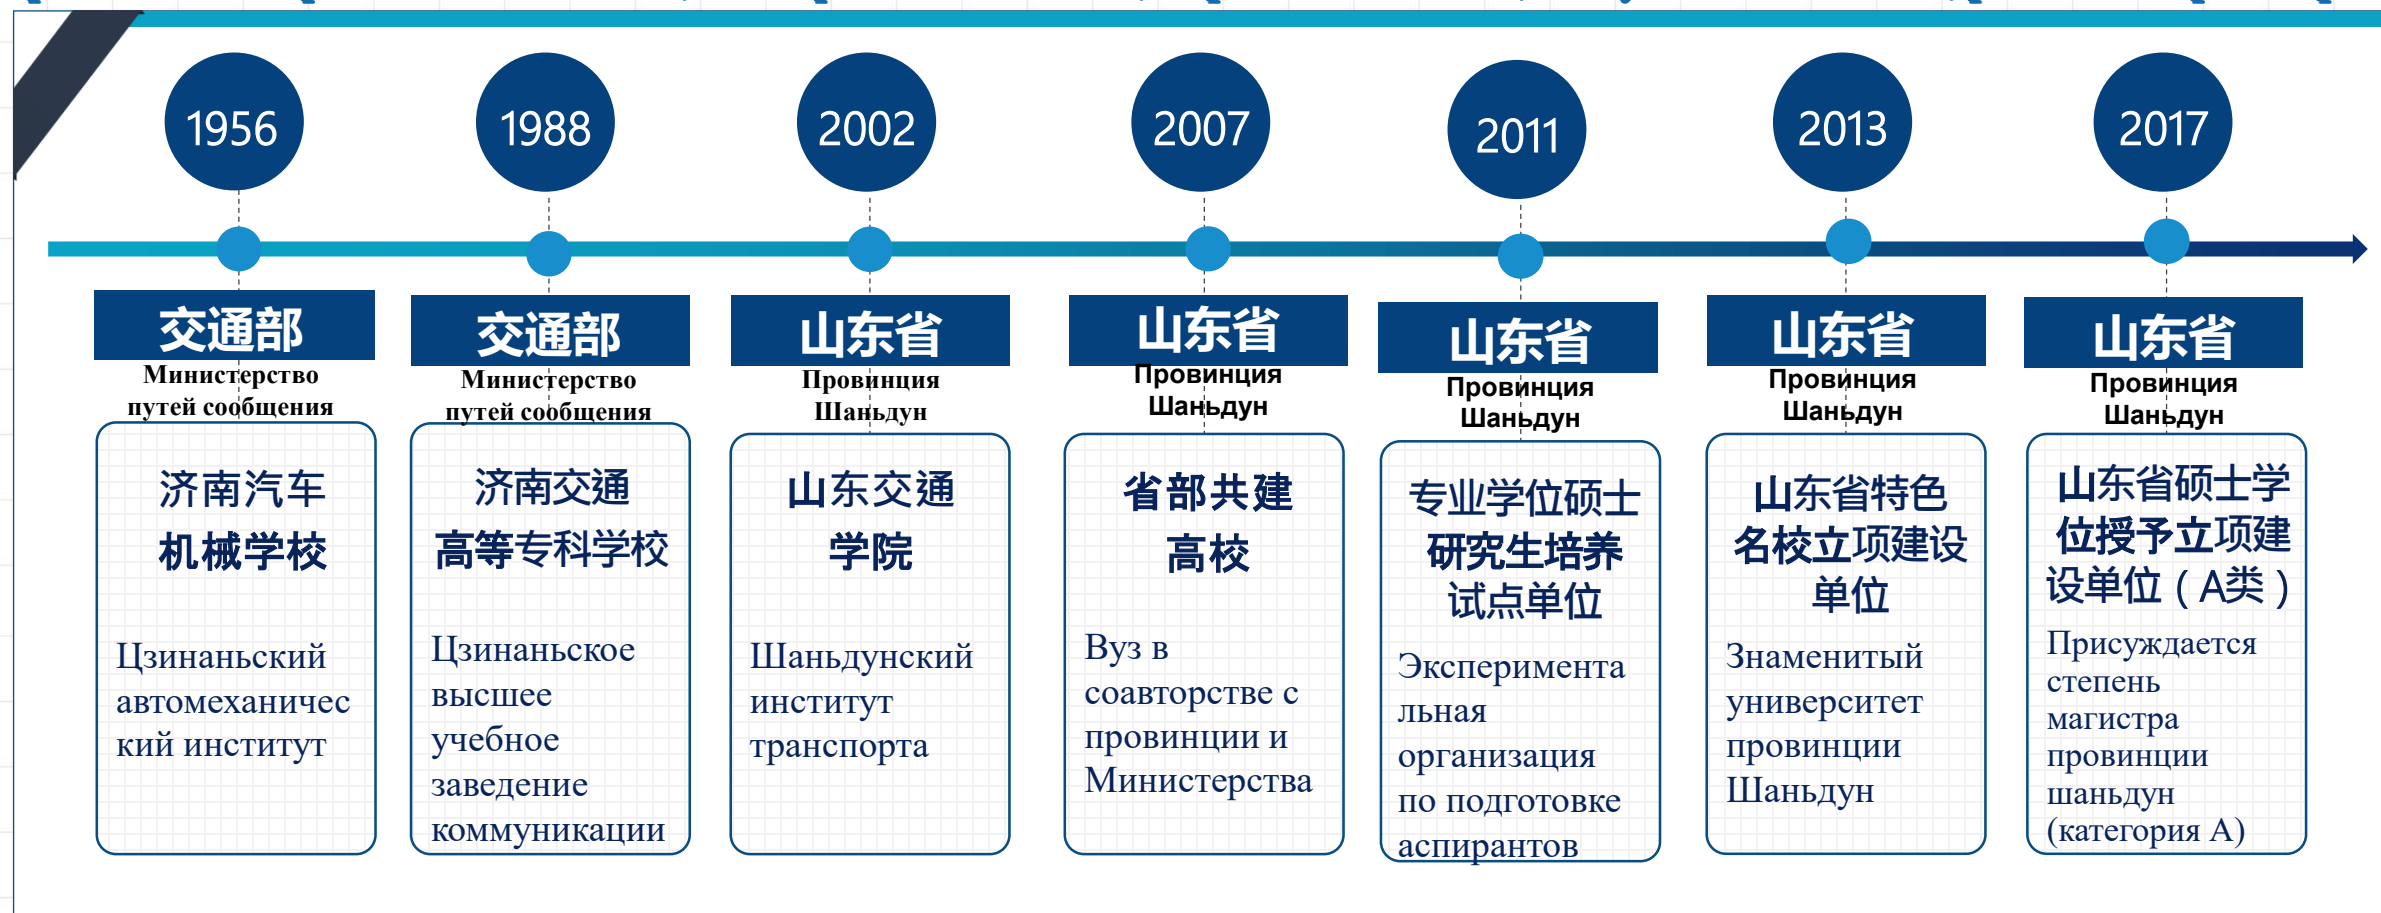 1956
1988
2002
2007
2011
2013
2017
交通部
Министерство
путей сообщения
济南汽车
机械学校
Цзинаньский
автомеханичес
кий институт
交通部
Министерство
путей сообщения
济南交通
高等专科学校
Цзинаньское
высшее
учебное
заведение
коммуникации
山东省
Провинция
Шаньдун
山东交通
学院
Шаньдунский
институт
транспорта
山东省
Провинция
Шаньдун
省部共建
高校
Вуз в
соавторстве с
провинции и
Министерства
山东省
Провинция
Шаньдун
专业学位硕士
研究生培养
试点单位
Эксперимента
льная
организация
по подготовке
аспирантов
山东省
Провинция
Шаньдун
山东省特色
名校立项建设
单位
Знаменитый
университет
провинции
Шаньдун
山东省
Провинция
Шаньдун
山东省硕士学
位授予立项建
设单位（A类）
Присуждается
степень
магистра
провинции
шаньдун
(категория А)